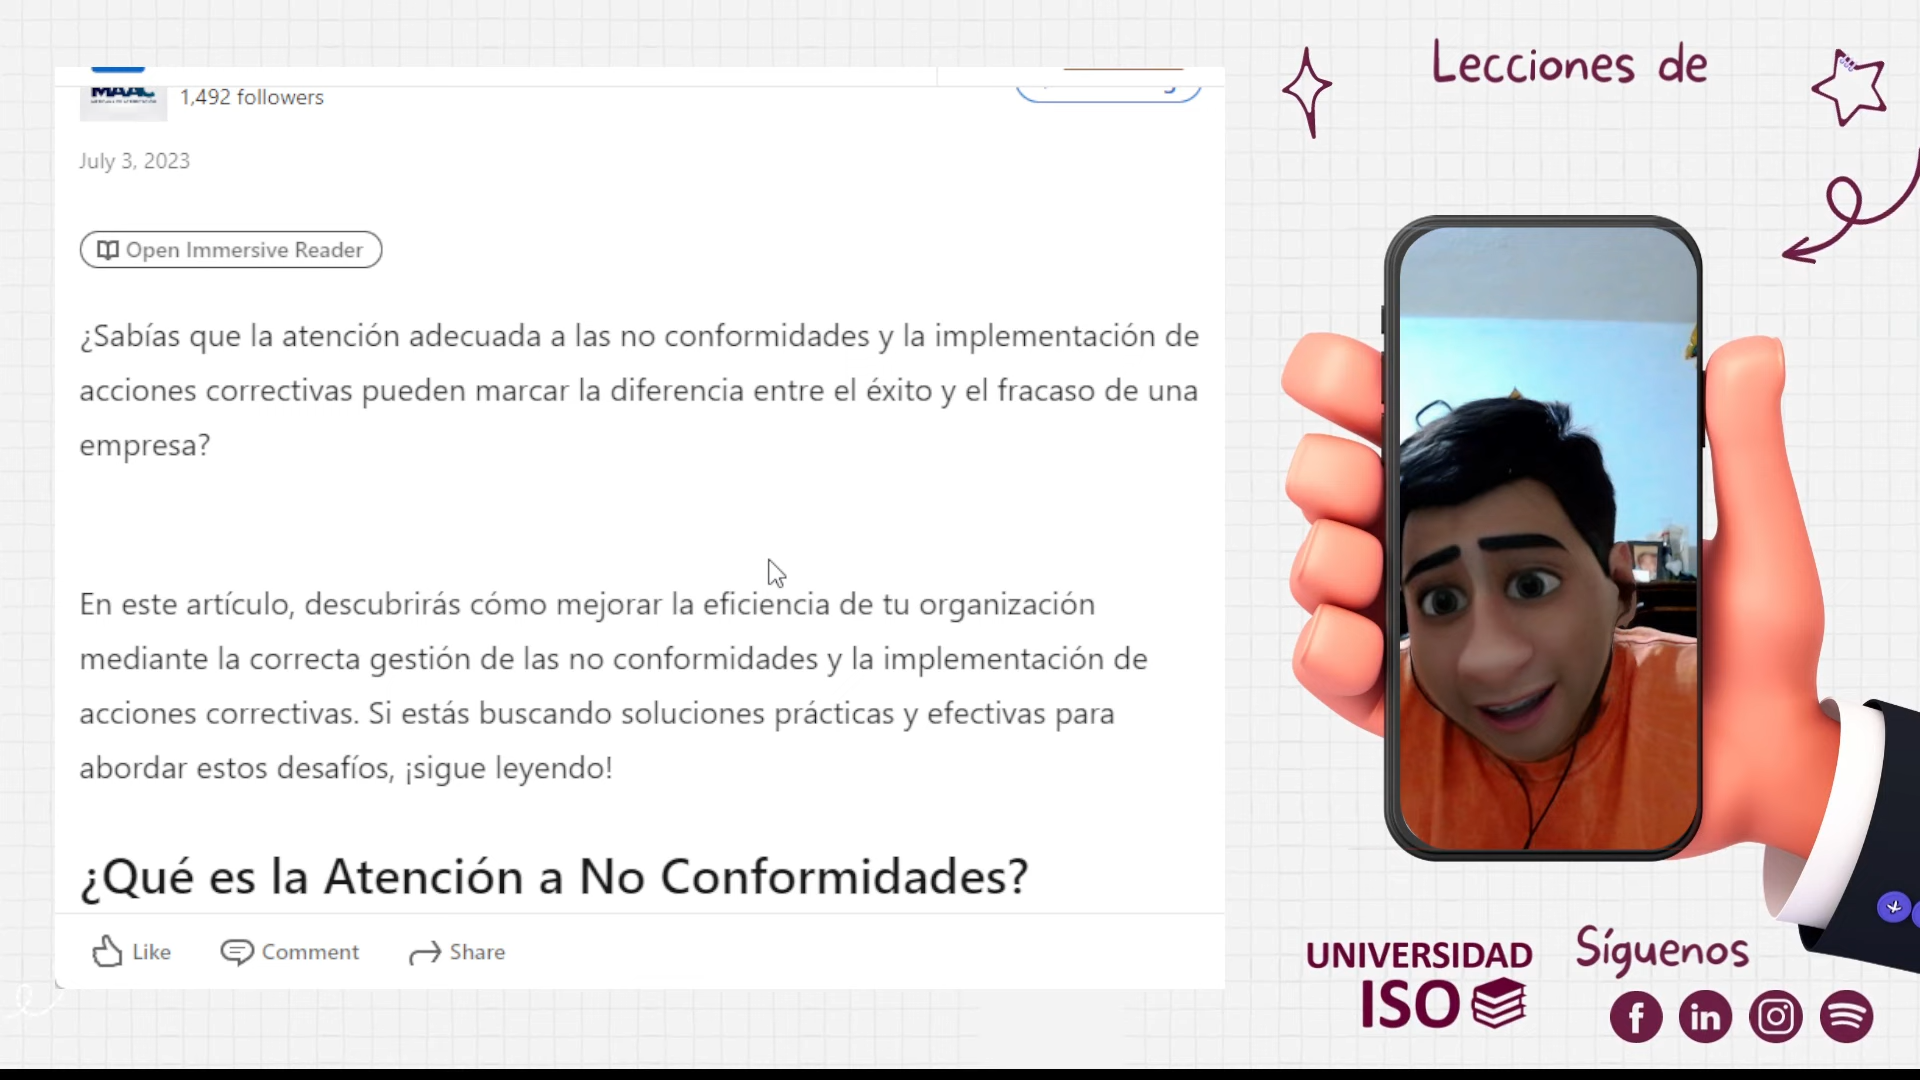 Lecciones de
MAAC
1,492 followers
July 3, 2023
Open Immersive Reader
¿Sabías que la atención adecuada a las no conformidades y la implementación de
acciones correctivas pueden marcar la diferencia entre el éxito y el fracaso de una
empresa?
En este artículo, descubrirás cómo mejorar la eficiencia de tu organización
mediante la correcta gestión de las no conformidades y la implementación de
acciones correctivas. Si estás buscando soluciones prácticas y efectivas para
abordar estos desafíos, ¡sigue leyendo!
¿Qué es la Atención a No Conformidades?
Like
Comment
Share
UNIVERSIDAD
ISO
Síguenos